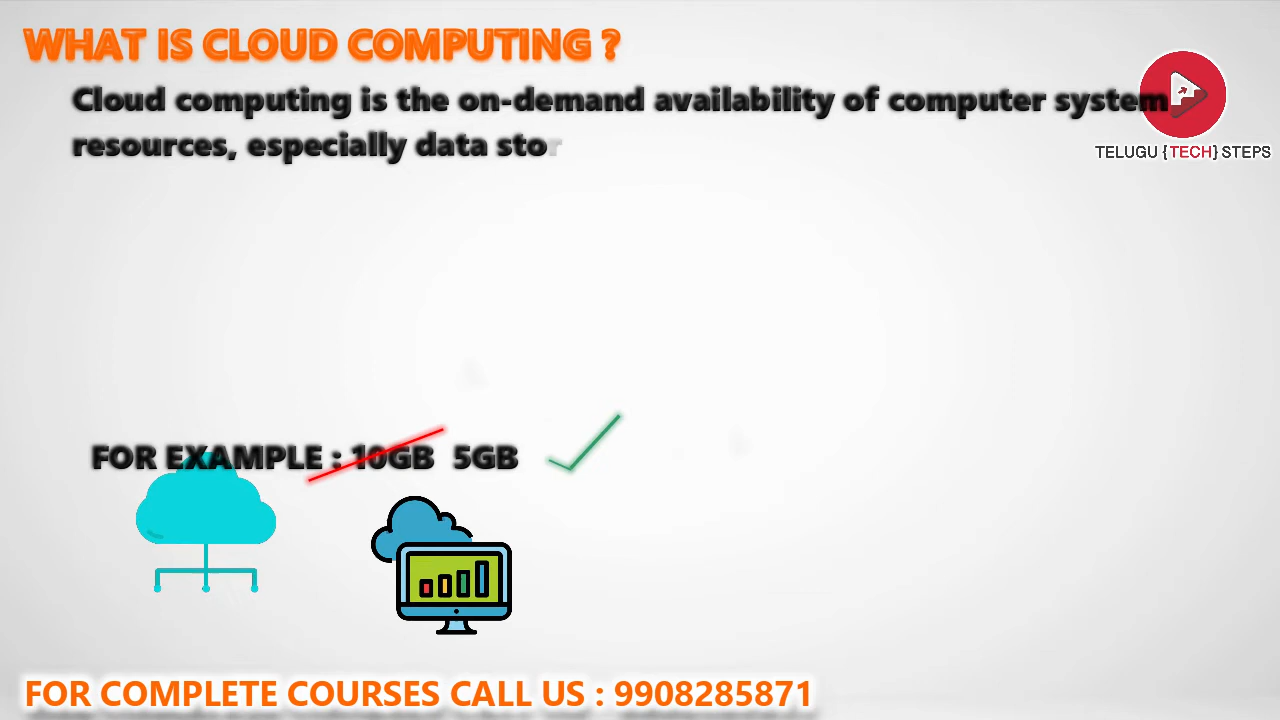 WHAT IS CLOUD COMPUTING ?
Cloud computing is the on-demand availability of computer system
resources, especially data stor
TELUGU {TECH} STEPS
FOR EXAMPLE : 10GB 5GB
FOR COMPLETE COURSES CALL US : 9908285871